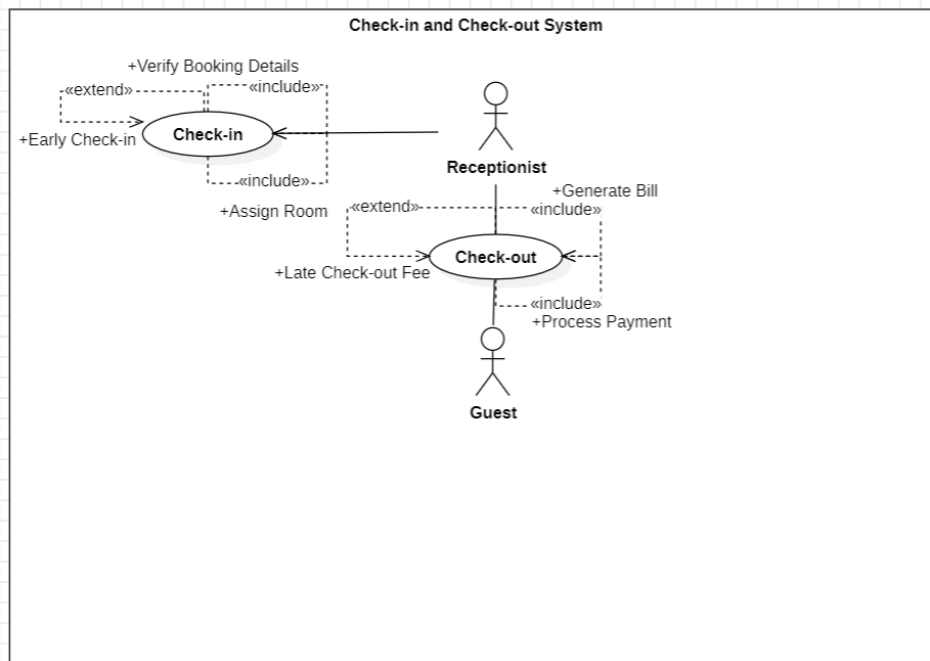 Check-in and Check-out System
+Verify Booking Details
«extend»
«include»
+Early Check-in
Check-in
Receptionist
«include»
+Assign Room
+Generate Bill
«extend»
«include»
Check-out
+Late Check-out Fee
«include»
+Process Payment
Guest